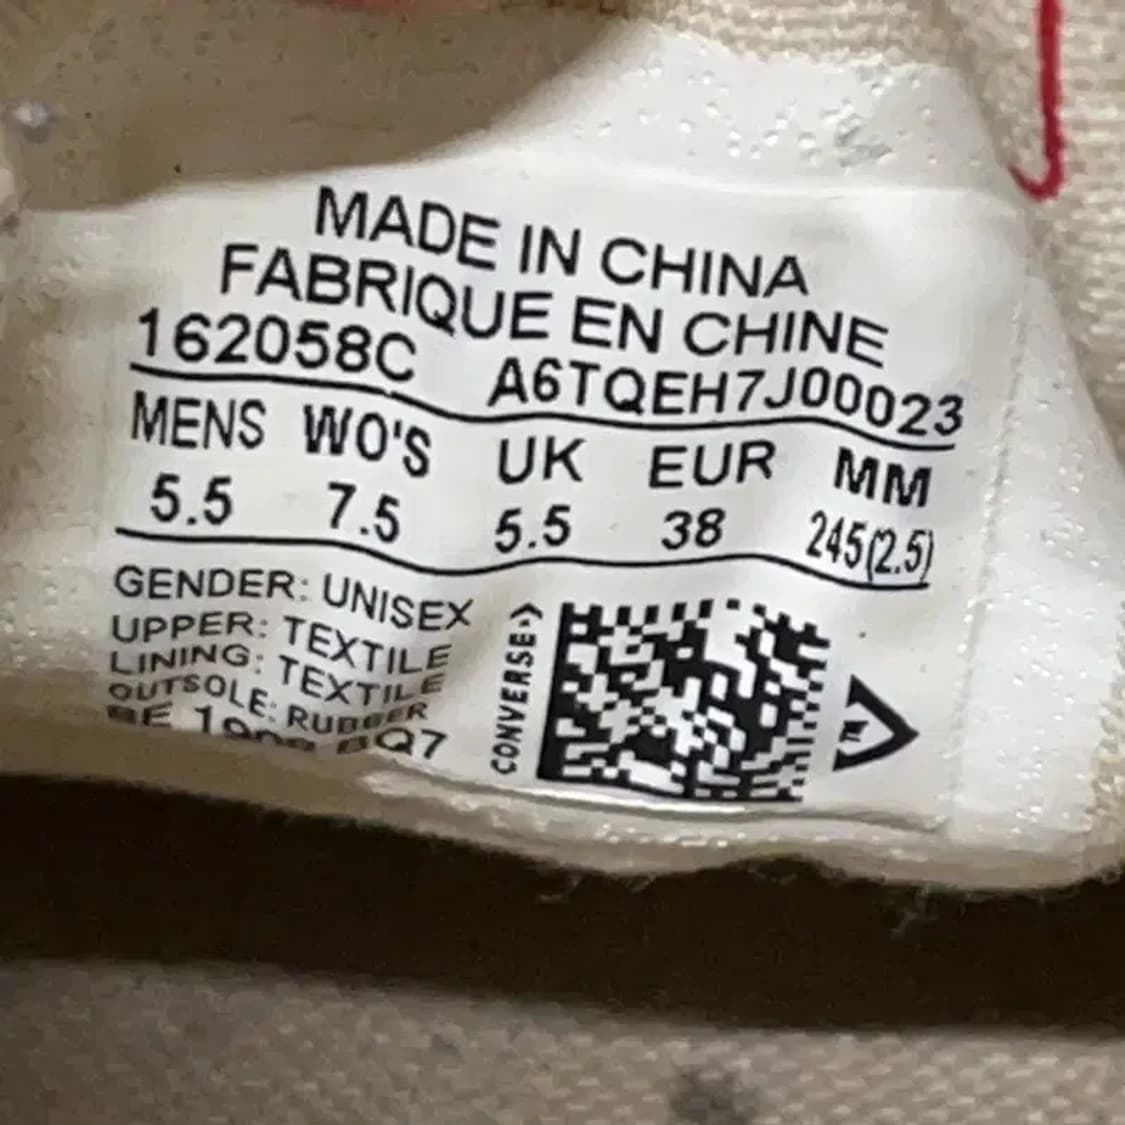 MADE IN CHINA
FABRIQUE EN CHINE
162058C A6TQEH7J00023
MENS WO'S UK EUR MM
5.5 7.5 5.5 38 245(2.5)
GENDER: UNISEX
UPPER: TEXTILE
LINING: TEXTILE
OUTSOLE: RUBBER
BQ7
CONVERSE